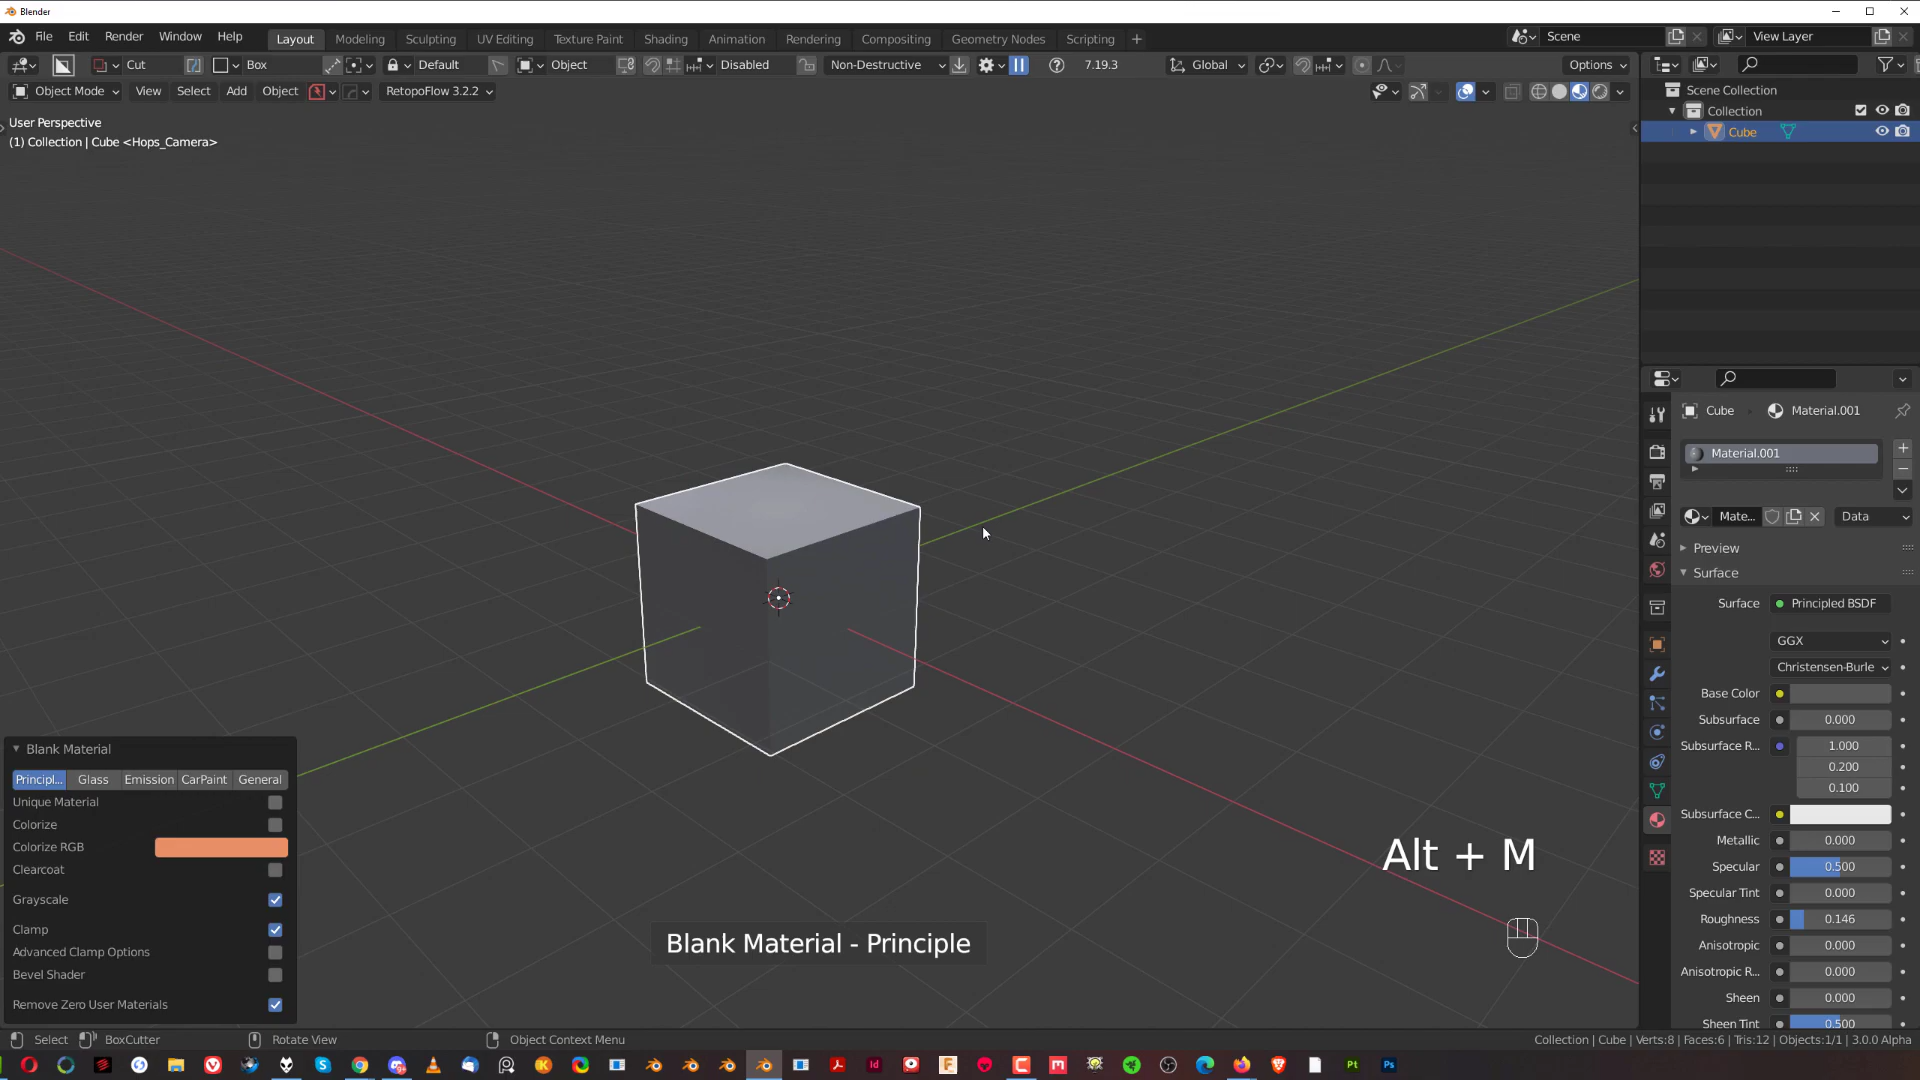 Blender
File Edit Render Window Help Layout Modeling Sculpting UV Editing Texture Paint Shading Animation Rendering Compositing Geometry Nodes Scripting + Scene View Layer
Cut Box Default Object Disabled Non-Destructive 7.19.3 Global Options
Object Mode View Select Add Object RetopoFlow 3.2.2
Scene Collection
Collection
Cube
User Perspective
(1) Collection | Cube <Hops_Camera>
Cube Material.001
Material.001
Mate... Data
Preview
Surface
Surface Principled BSDF
GGX
Christensen-Burle
Base Color
Subsurface 0.000
Subsurface R... 1.000
0.200
0.100
Subsurface C...
Metallic 0.000
Specular 0.500
Specular Tint 0.000
Roughness 0.146
Anisotropic 0.000
Anisotropic R... 0.000
Sheen 0.000
Sheen Tint 0.500
Blank Material
Principl... Glass Emission CarPaint General
Unique Material
Colorize
Colorize RGB
Clearcoat
Grayscale
Clamp
Advanced Clamp Options
Bevel Shader
Remove Zero User Materials
Alt + M
Blank Material - Principle
Select BoxCutter Rotate View Object Context Menu Collection | Cube | Verts:8 | Faces:6 | Tris:12 | Objects:1/1 | 3.0.0 Alpha